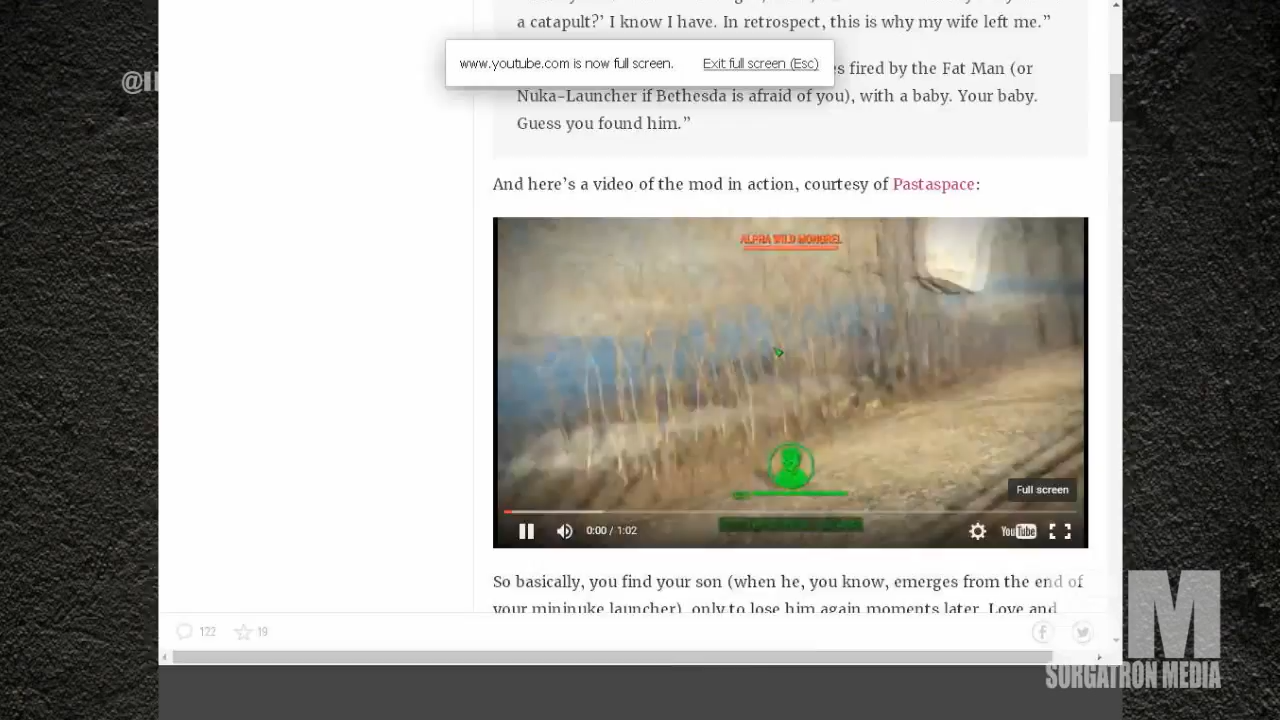 a catapult?' I know I have. In retrospect, this is why my wife left me.”
www.youtube.com is now full screen. Exit full screen (Esc)
es fired by the Fat Man (or
@I
Nuka-Launcher if Bethesda is afraid of you), with a baby. Your baby.
Guess you found him.”
And here’s a video of the mod in action, courtesy of Pastaspace:
ALPHA WILD MONGREL
Full screen
0:00 / 1:02
YouTube
So basically, you find your son (when he, you know, emerges from the end of
your mininuke launcher), only to lose him again moments later. Love and
122 19
M
SURGATRON MEDIA